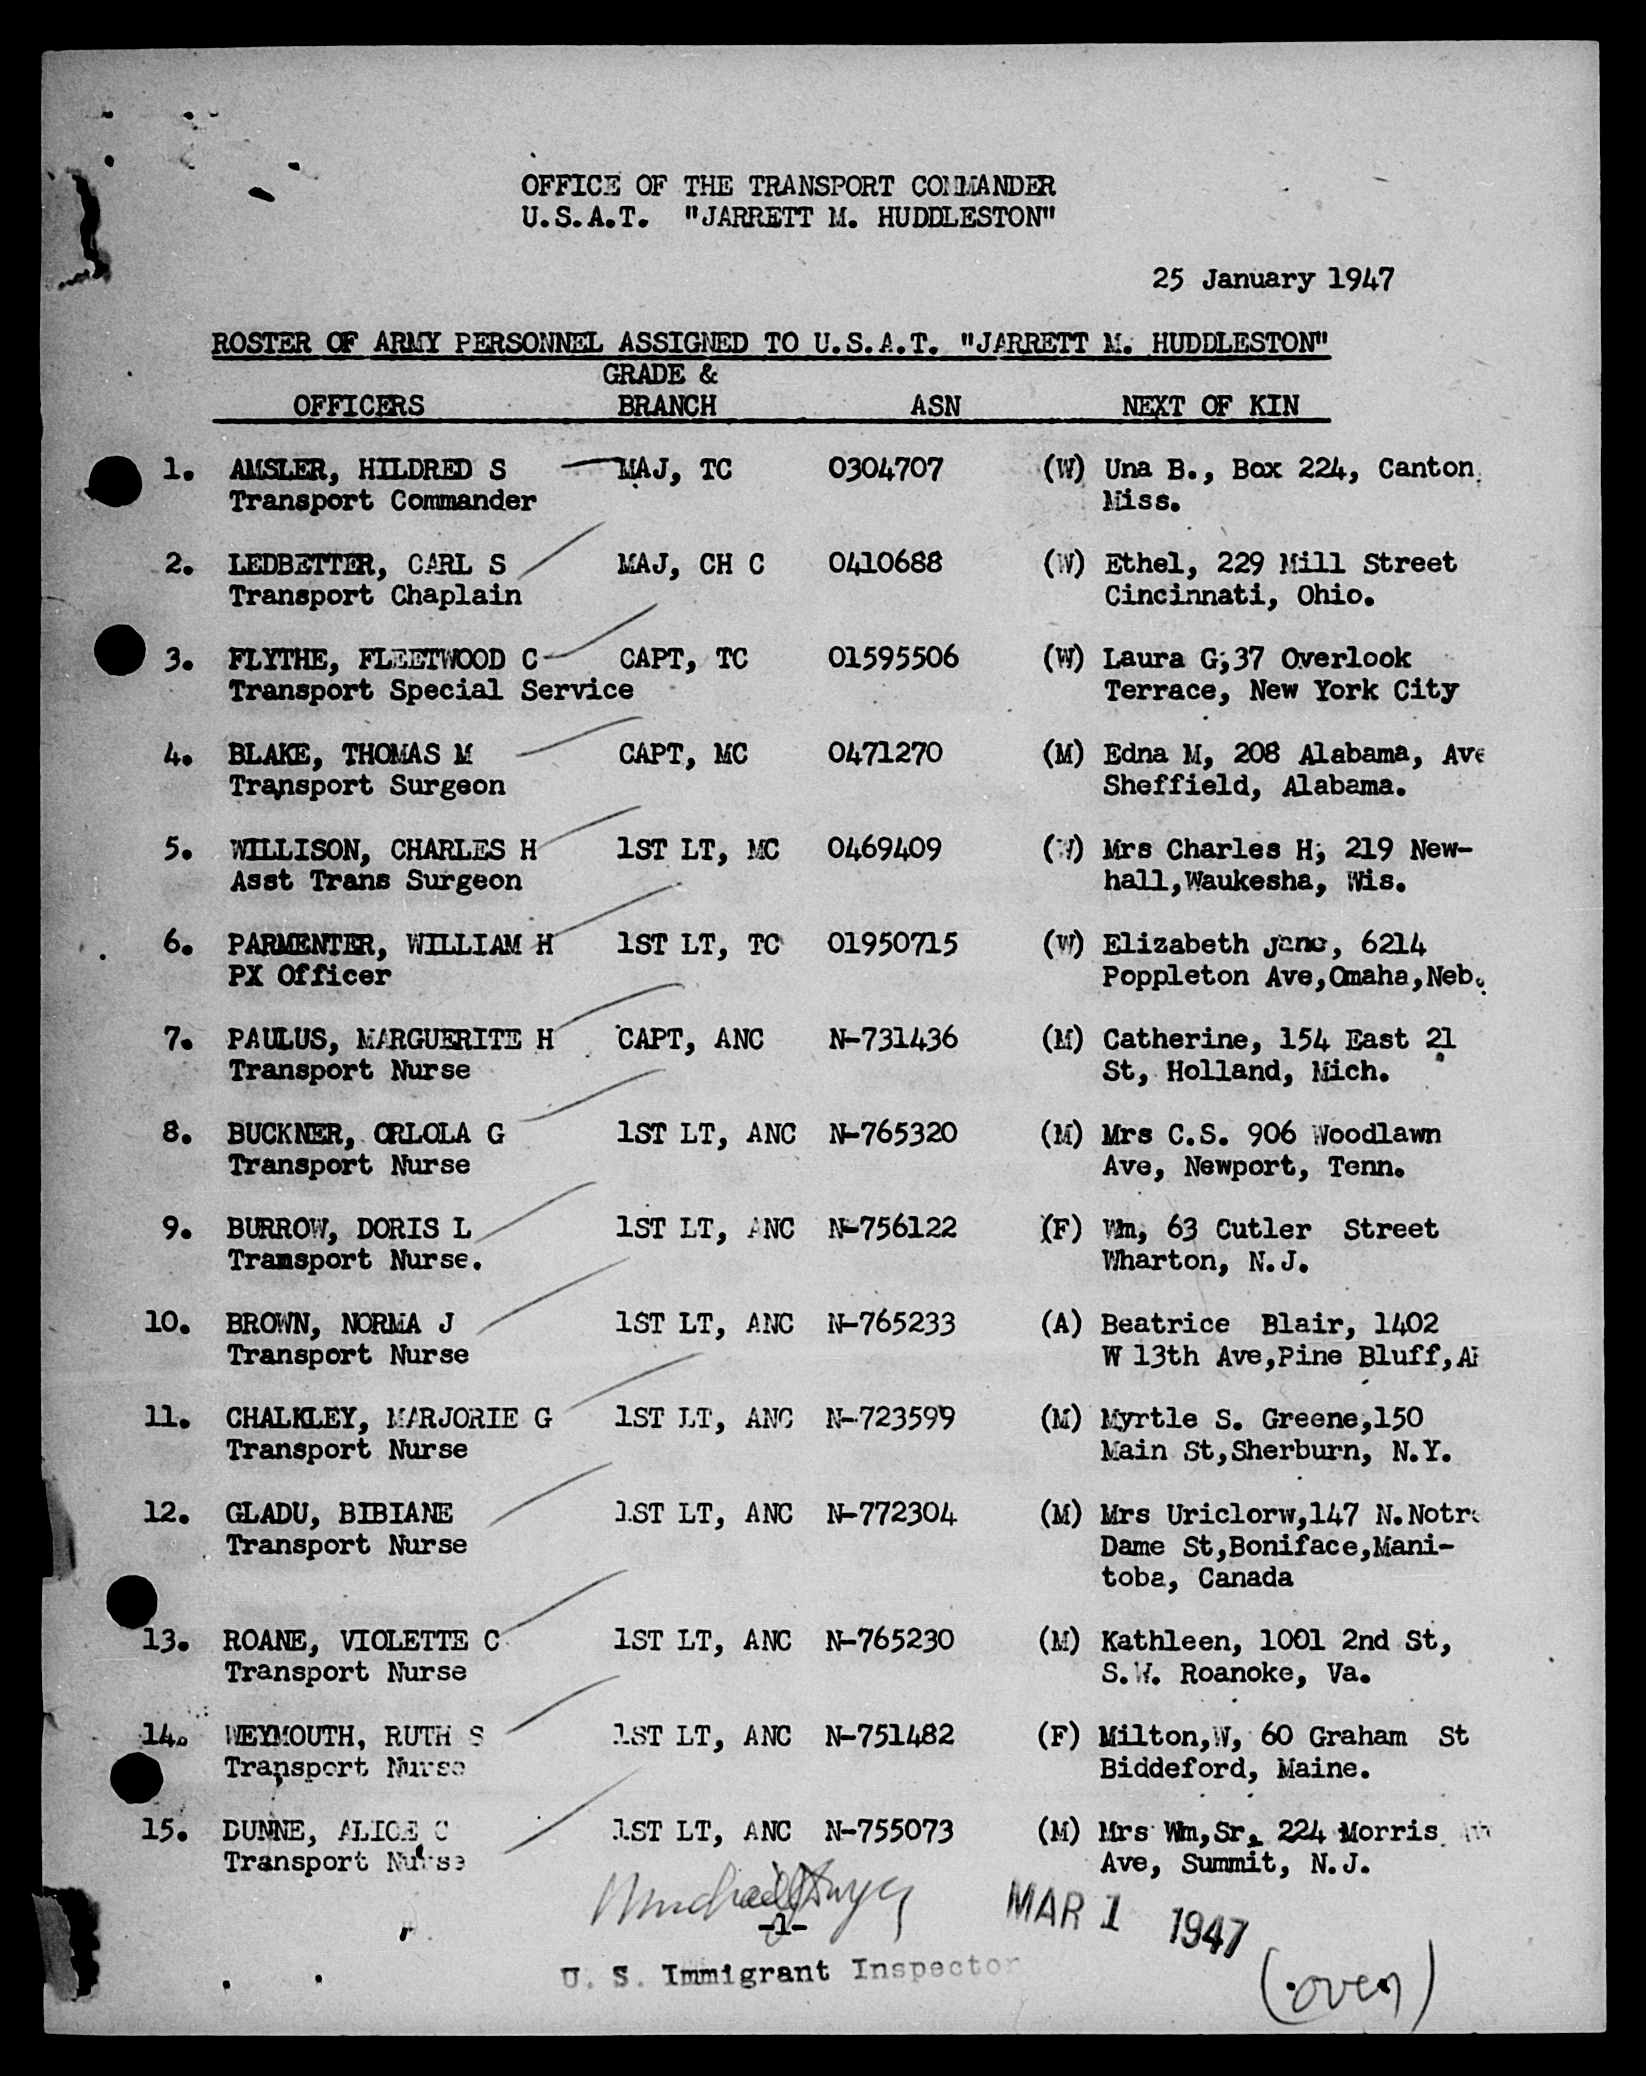 OFFICE OF THE TRANSPORT COMMANDER
U.S.A.T. "JARRETT M. HUDDLESTON"
25 January 1947
ROSTER OF ARMY PERSONNEL ASSIGNED TO U.S.A.T. "JARRETT M. HUDDLESTON"
GRADE &
OFFICERS BRANCH ASN NEXT OF KIN
1. AMSLER, HILDRED S MAJ, TC 0304707 (W) Una B., Box 224, Canton,
Transport Commander Miss.
2. LEDBETTER, CARL S MAJ, CH C 0410688 (W) Ethel, 229 Mill Street
Transport Chaplain Cincinnati, Ohio.
3. FLYTHE, FLEETWOOD C CAPT, TC 01595506 (W) Laura G,37 Overlook
Transport Special Service Terrace, New York City
4. BLAKE, THOMAS M CAPT, MC 0471270 (M) Edna M, 208 Alabama, Ave
Transport Surgeon Sheffield, Alabama.
5. WILLISON, CHARLES H 1ST LT, MC 0469409 (W) Mrs Charles H, 219 New-
Asst Trans Surgeon hall,Waukesha, Wis.
6. PARMENTER, WILLIAM H 1ST LT, TC 01950715 (W) Elizabeth Jane, 6214
PX Officer Poppleton Ave,Omaha,Neb.
7. PAULUS, MARGUERITE H CAPT, ANC N-731436 (M) Catherine, 154 East 21
Transport Nurse St, Holland, Mich.
8. BUCKNER, ORLOLA G 1ST LT, ANC N-765320 (M) Mrs C.S. 906 Woodlawn
Transport Nurse Ave, Newport, Tenn.
9. BURROW, DORIS L 1ST LT, ANC N-756122 (F) Wm, 63 Cutler Street
Transport Nurse. Wharton, N.J.
10. BROWN, NORMA J 1ST LT, ANC N-765233 (A) Beatrice Blair, 1402
Transport Nurse W 13th Ave,Pine Bluff,
11. CHALKLEY, MARJORIE G 1ST LT, ANC N-723599 (M) Myrtle S. Greene,150
Transport Nurse Main St,Sherburn, N.Y.
12. GLADU, BIBIANE 1ST LT, ANC N-772304 (M) Mrs Uriclorw,147 N.Notre
Transport Nurse Dame St,Boniface,Mani-
toba, Canada
13. ROANE, VIOLETTE C 1ST LT, ANC N-765230 (M) Kathleen, 1001 2nd St,
Transport Nurse S.W. Roanoke, Va.
14. WEYMOUTH, RUTH S 1ST LT, ANC N-751482 (F) Milton,W, 60 Graham St
Transport Nurse Biddeford, Maine.
15. DUNNE, ALICE C 1ST LT, ANC N-755073 (M) Mrs Wm,Sr, 224 Morris
Transport Nurse Ave, Summit, N.J.
-1-
MAR 1 1947
U. S. Immigrant Inspector
(over)